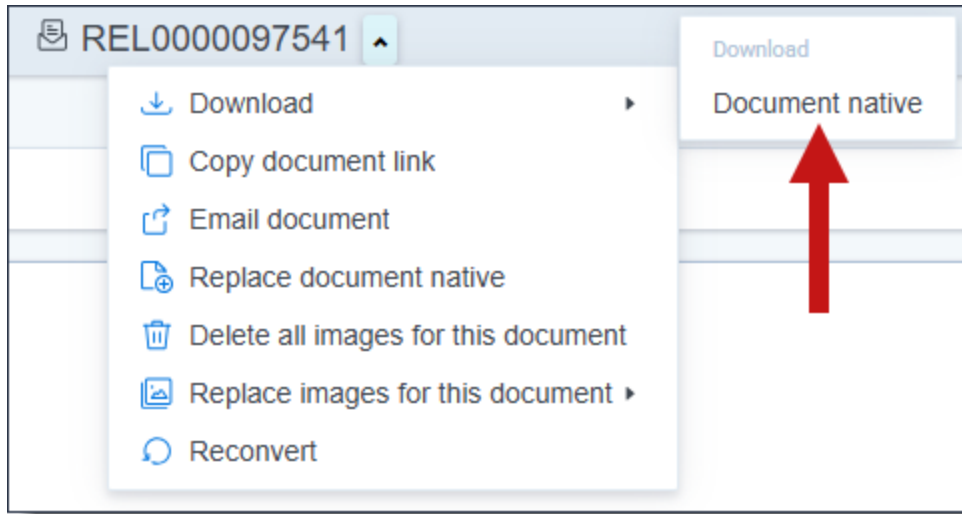 REL0000097541
Download
Copy document link
Email document
Replace document native
Delete all images for this document
Replace images for this document
Reconvert
Download
Document native